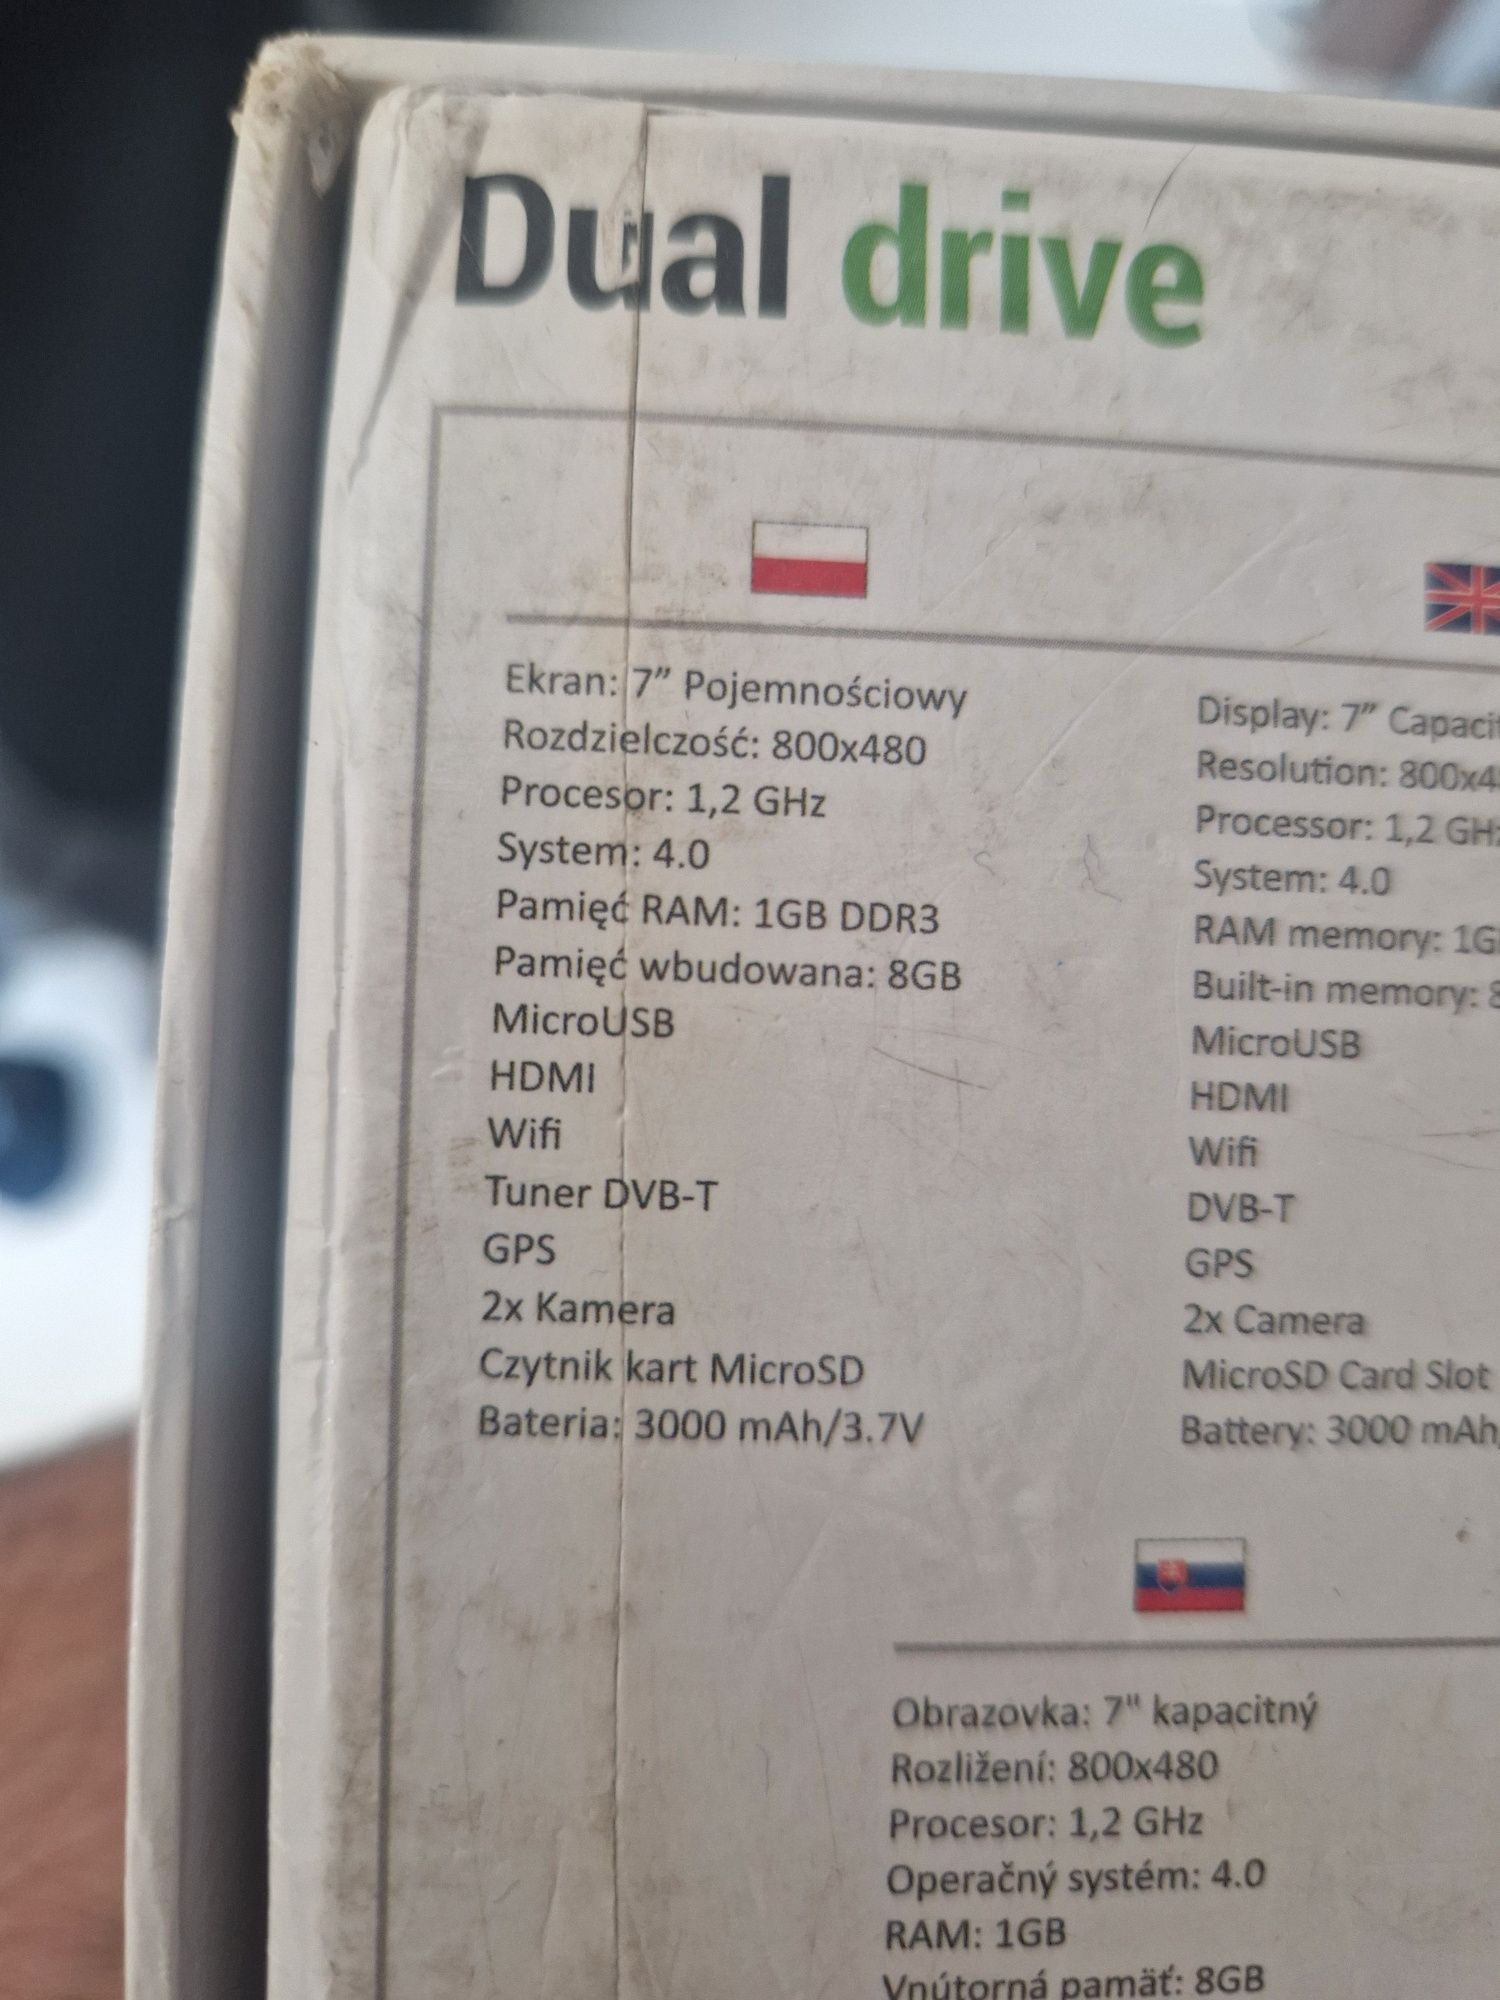 Dual drive
Ekran: 7” Pojemnościowy
Rozdzielczość: 800x480
Procesor: 1,2 GHz
System: 4.0
Pamięć RAM: 1GB DDR3
Pamięć wbudowana: 8GB
MicroUSB
HDMI
Wifi
Tuner DVB-T
GPS
2x Kamera
Czytnik kart MicroSD
Bateria: 3000 mAh/3.7V
Display: 7”
Resolution:
Processor: 1,2
System: 4.0
RAM memory:
Built-in memory:
MicroUSB
HDMI
Wifi
DVB-T
GPS
2x Camera
MicroSD Card Slot
Battery: 3000 mAh
Obrazovka: 7" kapacitný
Rozližení: 800x480
Procesor: 1,2 GHz
Operačný systém: 4.0
RAM: 1GB
Vnútorná pamäť: 8GB